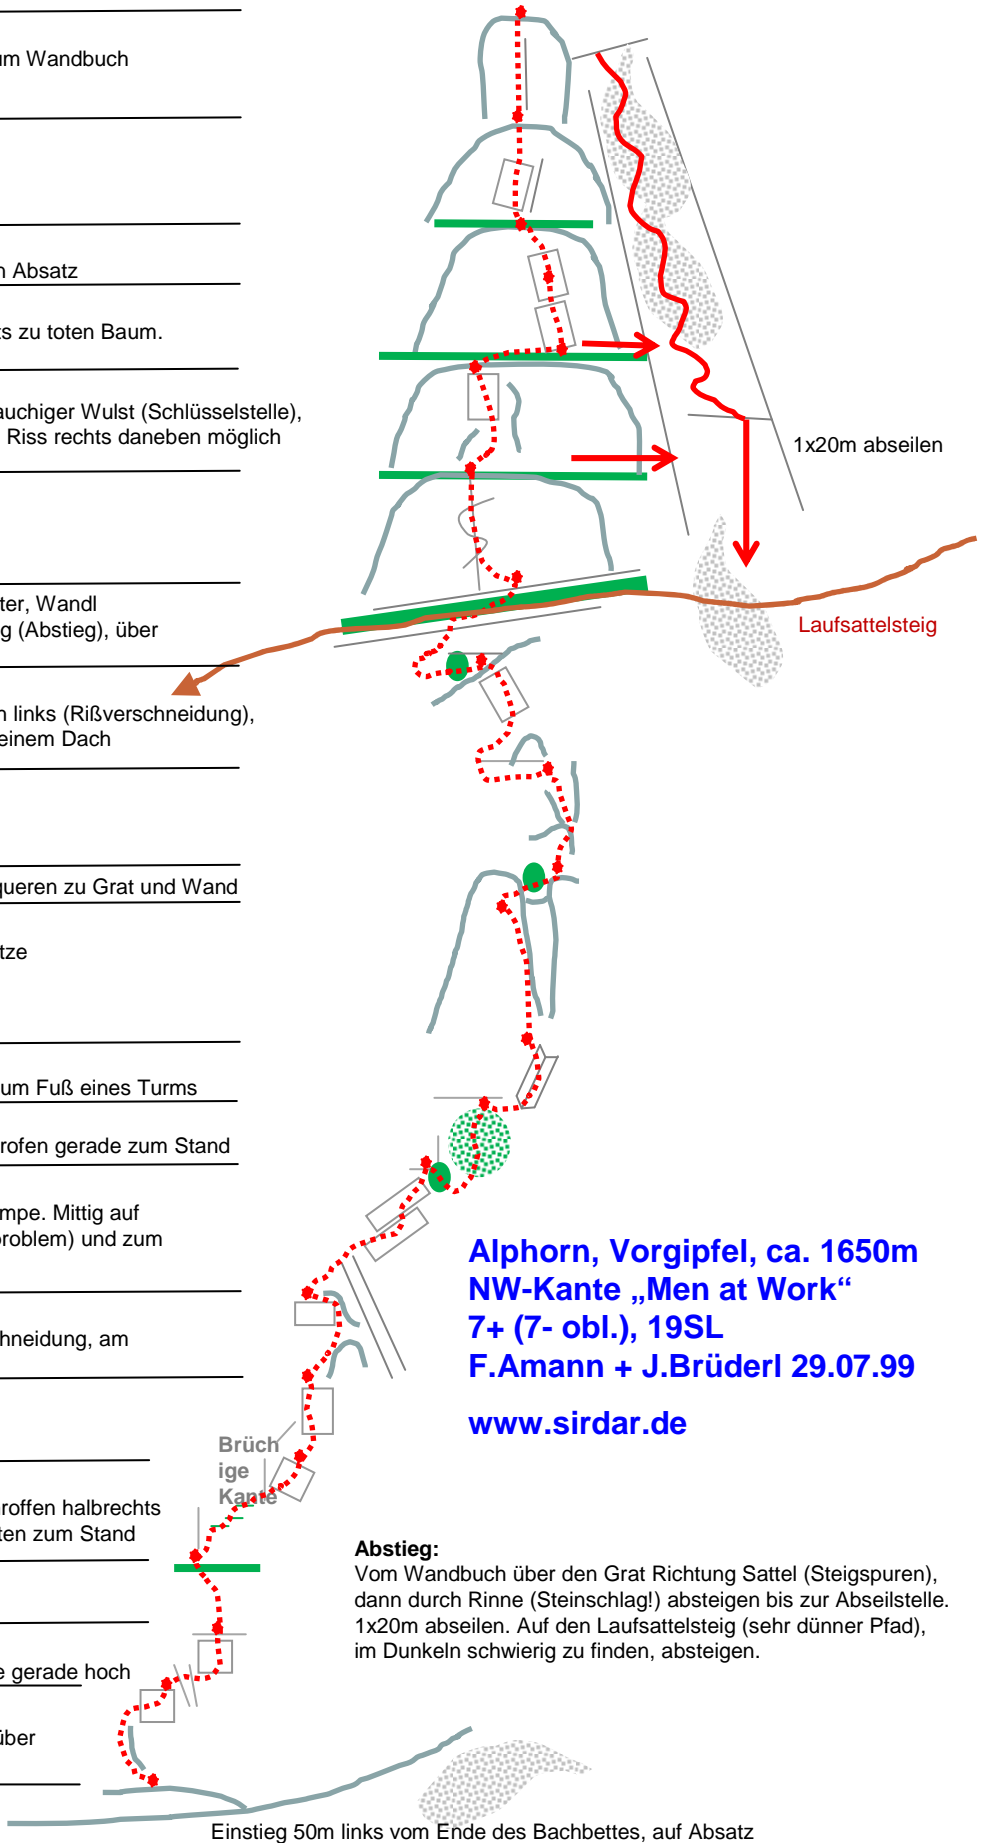 um Wandbuch
n Absatz
ts zu toten Baum.
auchiger Wulst (Schlüsselstelle),
Riss rechts daneben möglich
1x20m abseilen
ter, Wandl
g (Abstieg), über
Laufsattelsteig
n links (Rißverschneidung),
einem Dach
queren zu Grat und Wand
tze
um Fuß eines Turms
rofen gerade zum Stand
mpe. Mittig auf
problem) und zum
Alphorn, Vorgipfel, ca. 1650m
NW-Kante „Men at Work“
7+ (7- obl.), 19SL
F.Amann + J.Brüderl 29.07.99
www.sirdar.de
hneidung, am
Brüch
ige
Kante
roffen halbrechts
ten zum Stand
Abstieg:
Vom Wandbuch über den Grat Richtung Sattel (Steigspuren),
dann durch Rinne (Steinschlag!) absteigen bis zur Abseilstelle.
1x20m abseilen. Auf den Laufsattelsteig (sehr dünner Pfad),
im Dunkeln schwierig zu finden, absteigen.
e gerade hoch
über
Einstieg 50m links vom Ende des Bachbettes, auf Absatz